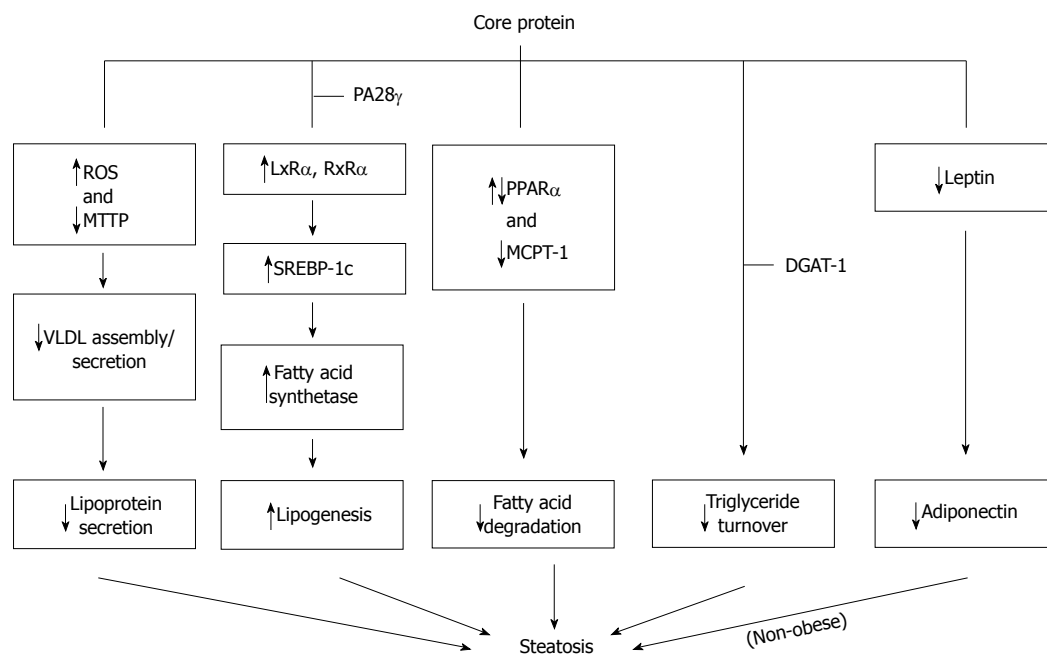 Core protein
PA28γ
↑ROS
and
↓MTTP
↑LxRα, RxRα
↑↓PPARα
and
↓MCPT-1
↓Leptin
↑SREBP-1c
DGAT-1
↓VLDL assembly/
secretion
↑Fatty acid
synthetase
↓Lipoprotein
secretion
↑Lipogenesis
↓Fatty acid
degradation
↓Triglyceride
turnover
↓Adiponectin
(Non-obese)
Steatosis